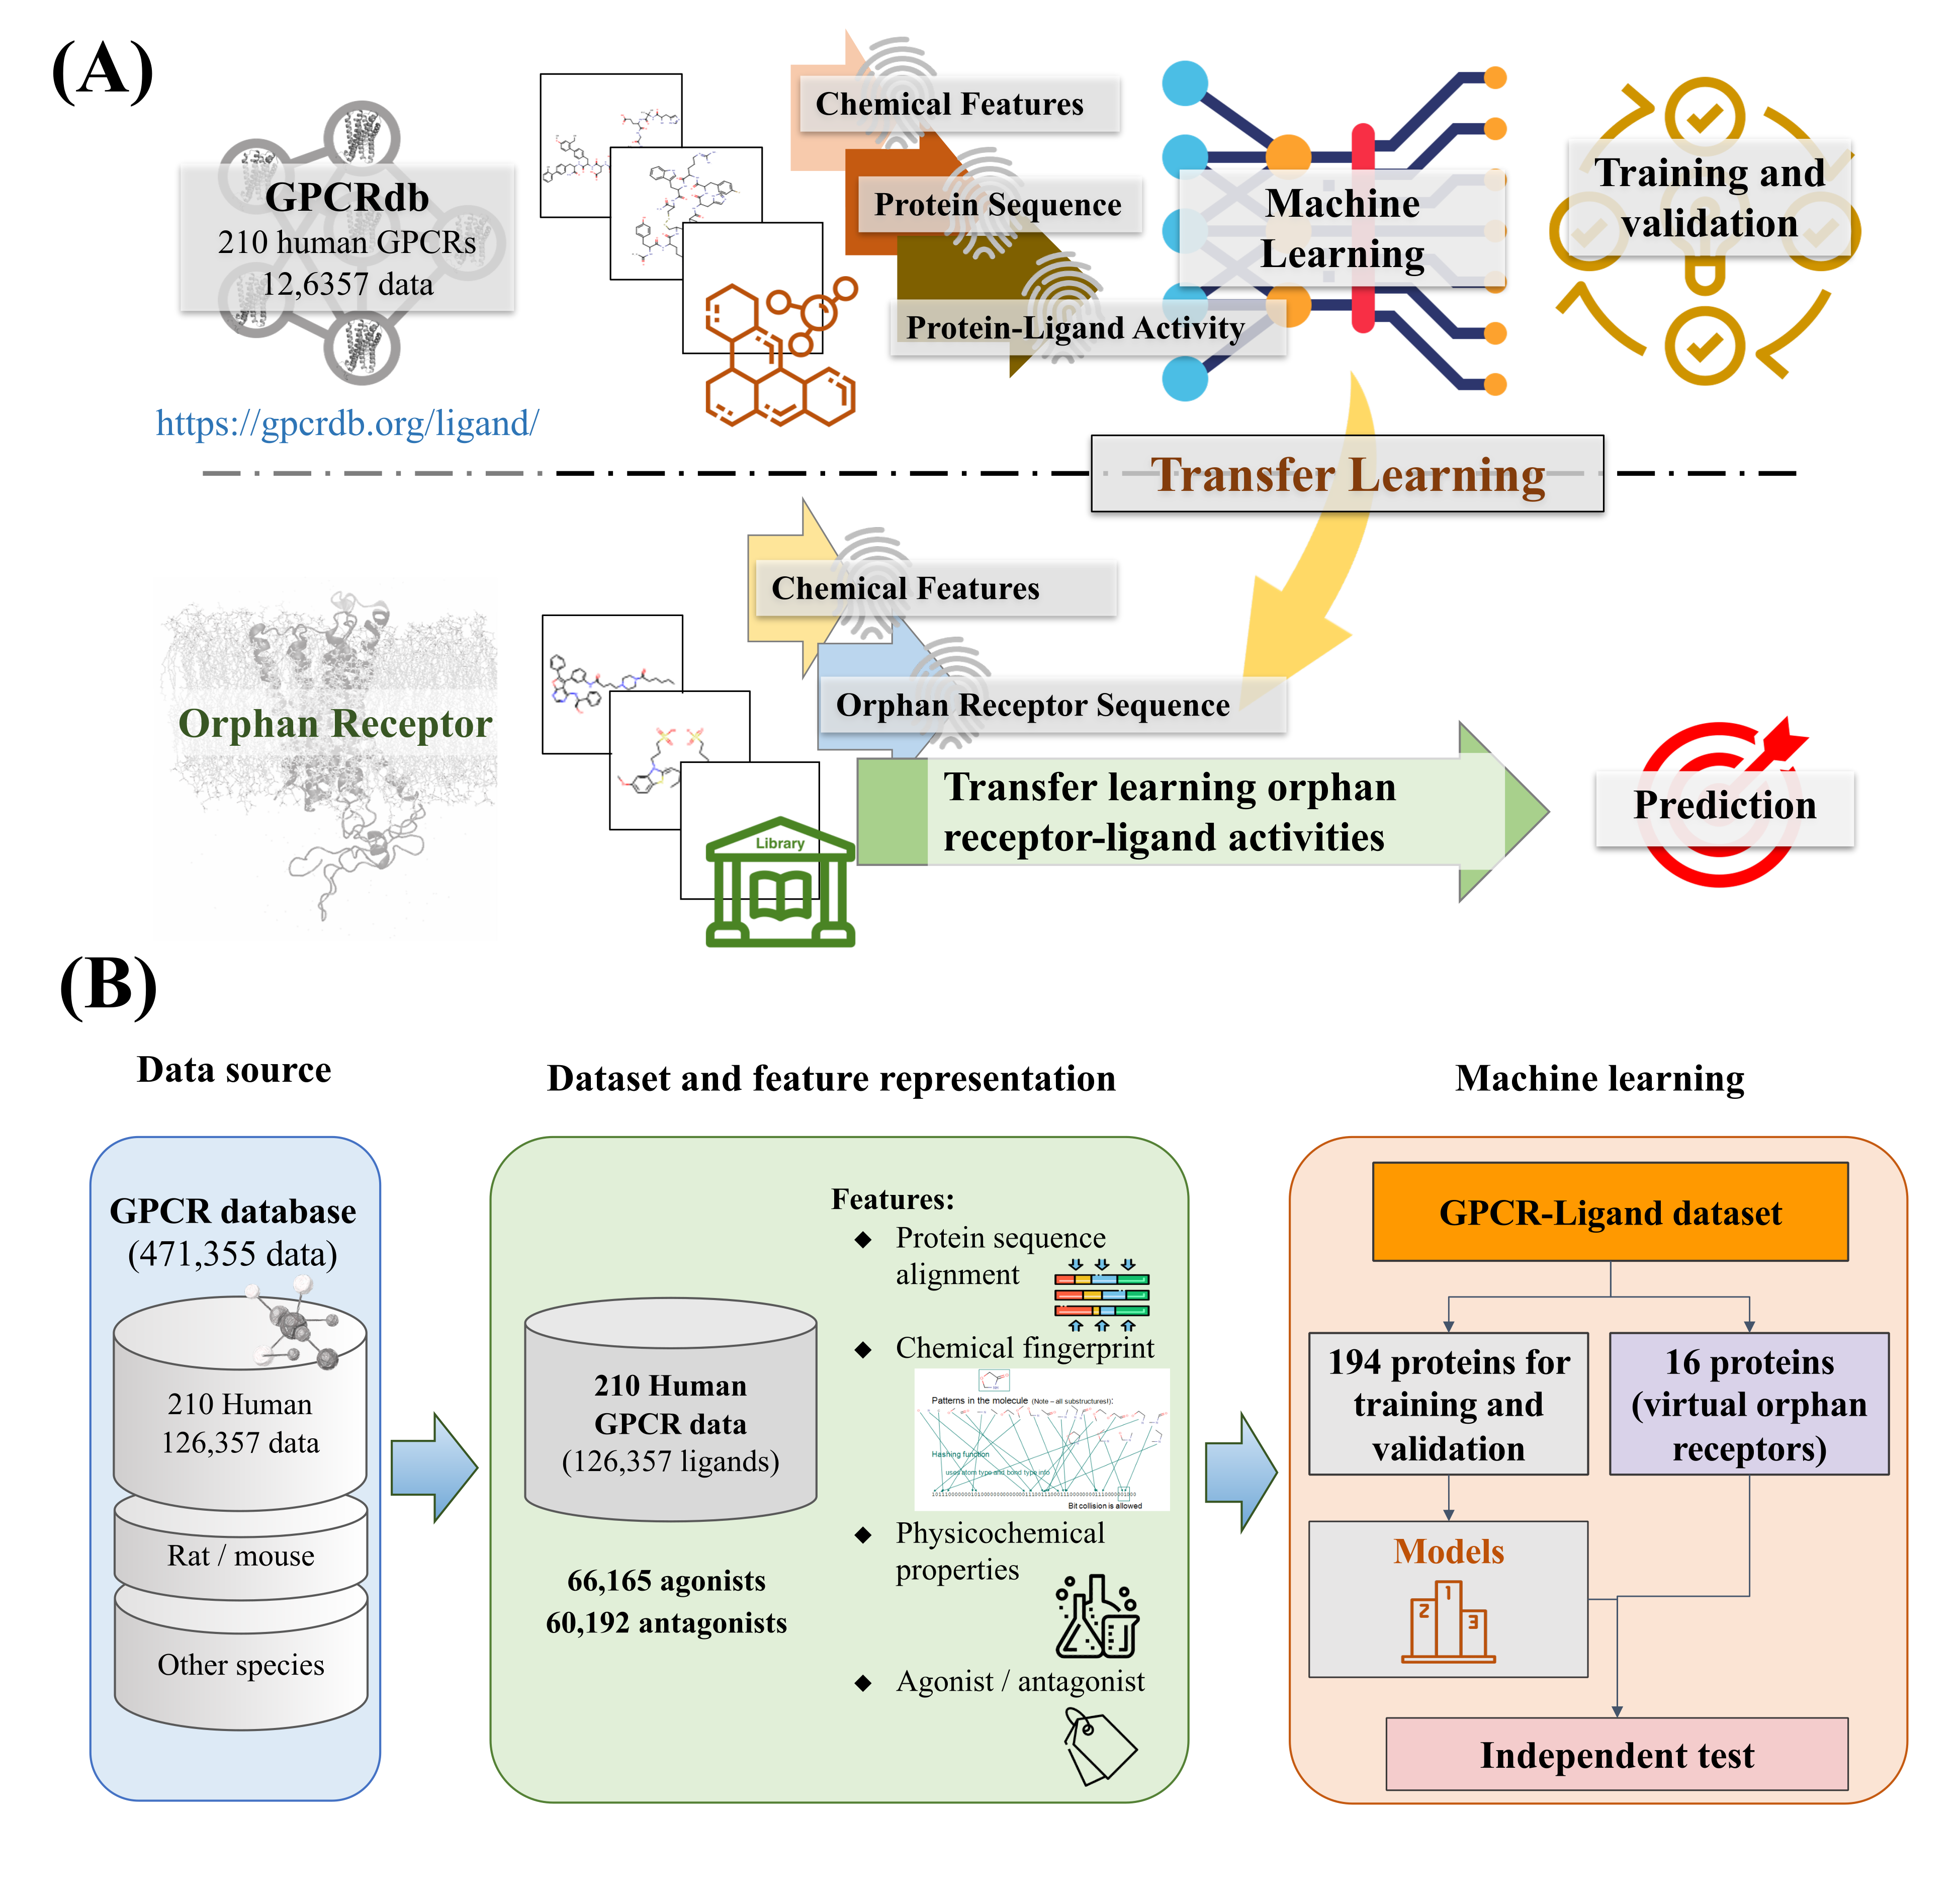 (A)
GPCRdb
210 human GPCRs
12,6357 data
https://gpcrdb.org/ligand/
Chemical Features
Protein Sequence
Protein-Ligand Activity
Machine
Learning
Training and
validation
Transfer Learning
Orphan Receptor
Chemical Features
Orphan Receptor Sequence
Library
Transfer learning orphan
receptor-ligand activities
Prediction
(B)
Data source
GPCR database
(471,355 data)
210 Human
126,357 data
Rat / mouse
Other species
Dataset and feature representation
210 Human
GPCR data
(126,357 ligands)
66,165 agonists
60,192 antagonists
Features:
◆ Protein sequence
alignment
◆ Chemical fingerprint
Patterns in the molecule (Note – all substructures!):
Hashing function
uses atom type and bond type info
Bit collision is allowed
◆ Physicochemical
properties
◆ Agonist / antagonist
Machine learning
GPCR-Ligand dataset
194 proteins for
training and
validation
16 proteins
(virtual orphan
receptors)
Models
1
2
3
Independent test